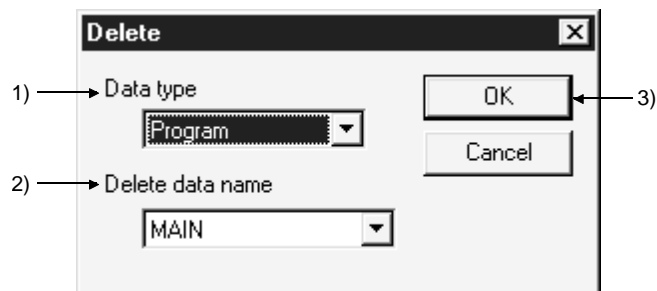 Delete
1) Data type OK 3)
Program
Cancel
2) Delete data name
MAIN